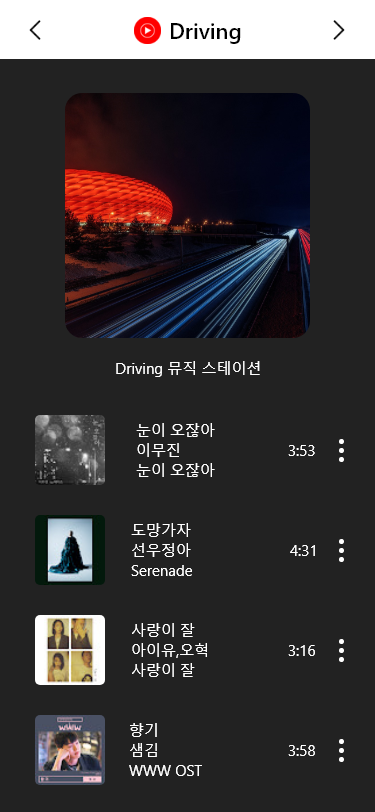 Driving
Driving 뮤직 스테이션
눈이 오잖아
이무진
눈이 오잖아
3:53
도망가자
선우정아
Serenade
4:31
사랑이 잘
아이유,오혁
사랑이 잘
3:16
향기
샘김
WWW OST
3:58
WWW